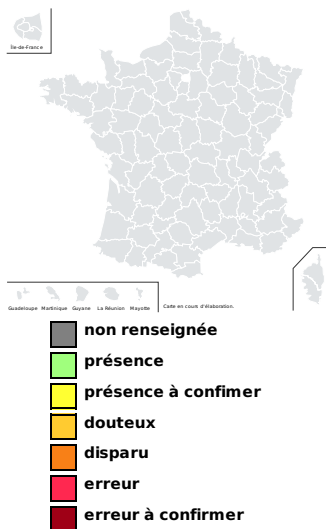 Île-de-France
Guadeloupe Martinique Guyane La Réunion Mayotte Carte en cours d'élaboration.
non renseignée
présence
présence à confimer
douteux
disparu
erreur
erreur à confirmer